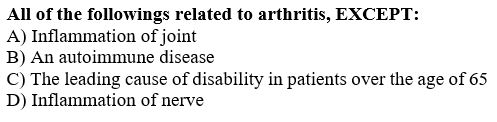 All of the followings related to arthritis, EXCEPT:
A) Inflammation of joint
B) An autoimmune disease
C) The leading cause of disability in patients over the age of 65
D) Inflammation of nerve